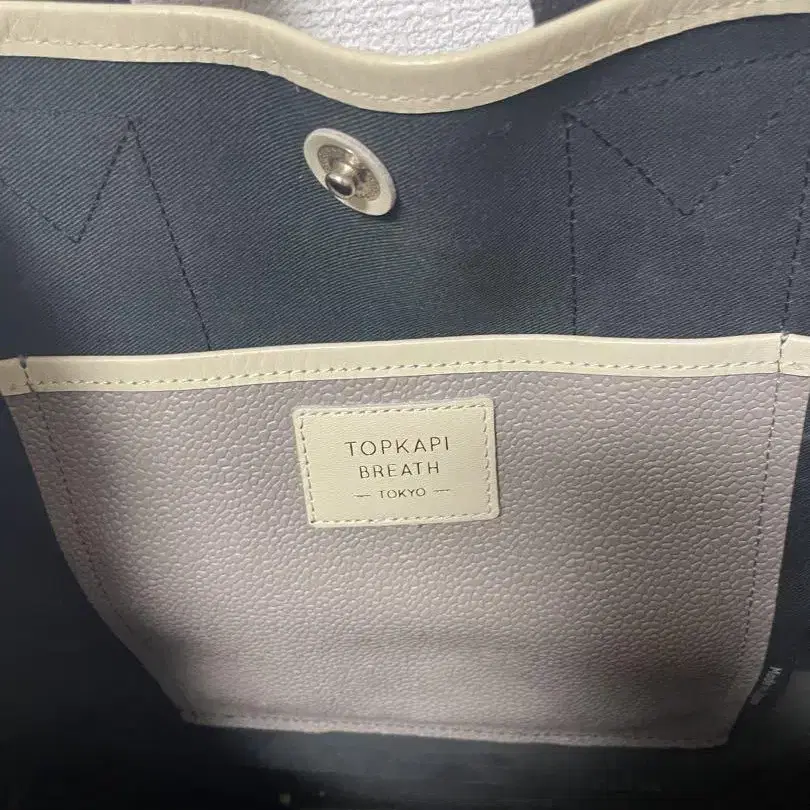 TOPKAPI
BREATH
— TOKYO —